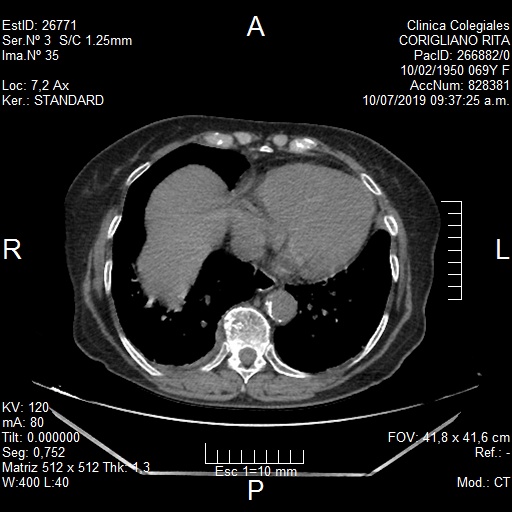 EstID: 26771
Ser.Nº 3 S/C 1.25mm
Ima.Nº 35
Loc: 7,2 Ax
Ker.: STANDARD
A
Clinica Colegiales
CORIGLIANO RITA
PacID: 266882/0
10/02/1950 069Y F
AccNum: 828381
10/07/2019 09:37:25 a.m.
R
L
KV: 120
mA: 80
Tilt: 0.000000
Seg: 0,752
Matriz 512 x 512 Thk: 1.3
W:400 L:40
Esc 1=10 mm
P
FOV: 41,8 x 41,6 cm
Ref.: -
Mod.: CT